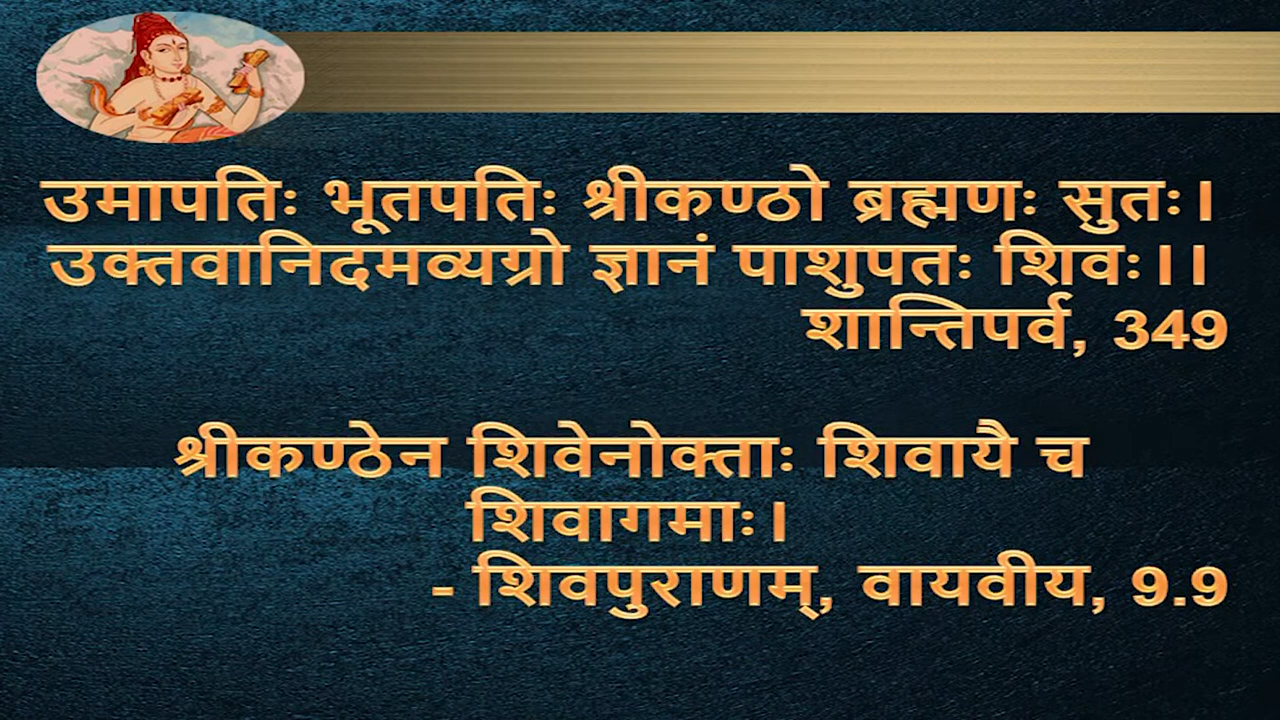 उमापतिः भूतपतिः श्रीकण्ठो ब्रह्मणः सुतः।
उक्तवानिदमव्यग्रो ज्ञानं पाशुपतः शिवः।।
शान्तिपर्व, 349
श्रीकण्ठेन शिवेनोक्ताः शिवायै च
शिवागमाः।
- शिवपुराणम्, वायवीय, 9.9